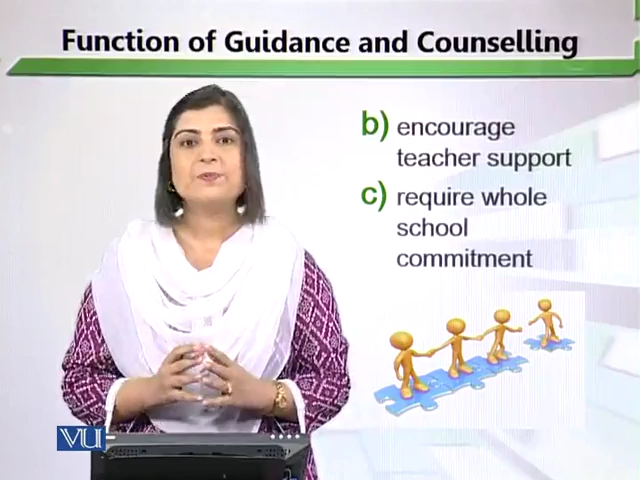 Function of Guidance and Counselling
b) encourage
teacher support
c) require whole
school
commitment
VU